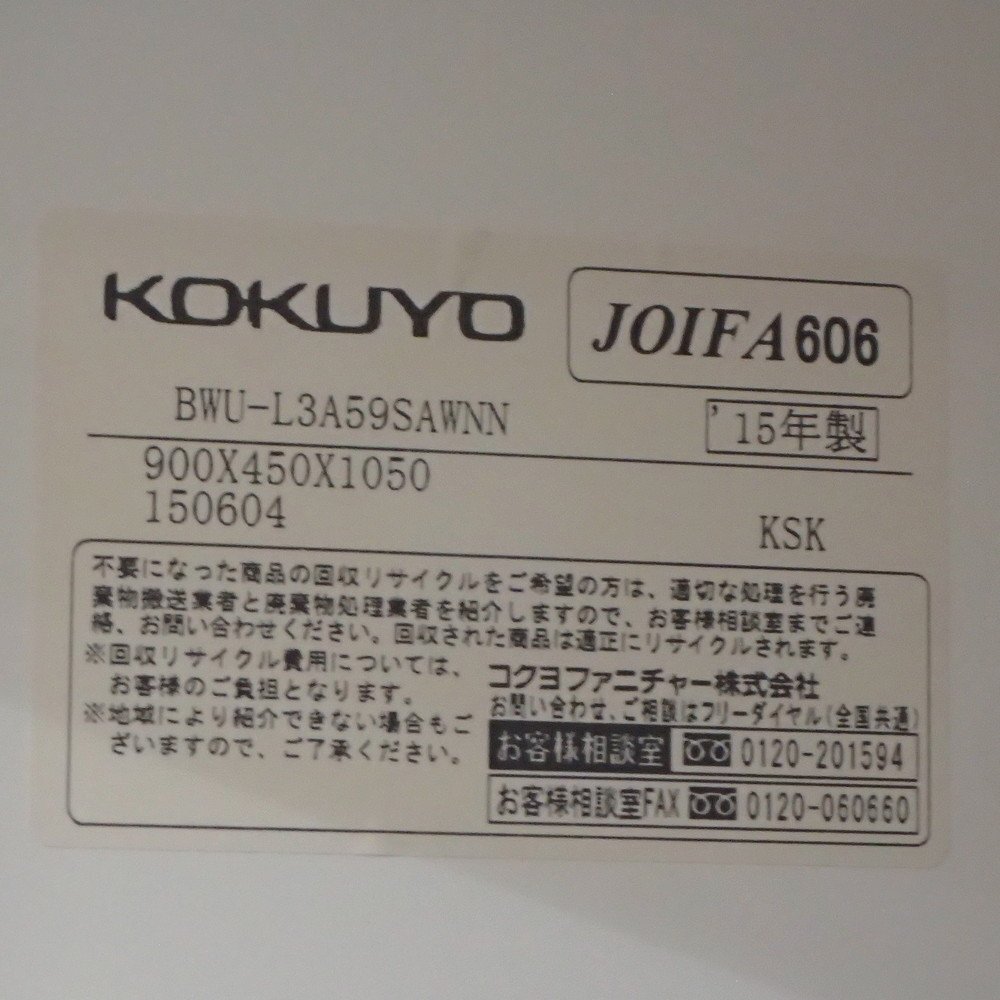 KOKUYO
JOIFA606
BWU-L3A59SAWNN
'15年製
900X450X1050
150604
KSK
不要になった商品の回収リサイクルをご希望の方は、適切な処理を行う廃
棄物搬送業者と廃棄物処理業者を紹介しますので、お客様相談室までご連
絡、お問い合わせください。回収された商品は適正にリサイクルされます。
※回収リサイクル費用については、
お客様のご負担となります。
※地域により紹介できない場合もご
ざいますので、ご了承ください。
コクヨファニチャー株式会社
お問い合わせ、ご相談はフリーダイヤル(全国共通)
お客様相談室 0120-201594
お客様相談室FAX 0120-060660